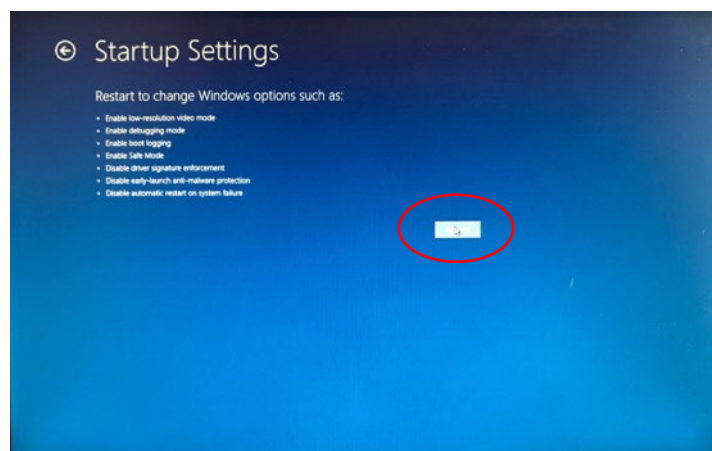 Startup Settings
Restart to change Windows options such as:
Enable low-resolution video mode
Enable debugging mode
Enable boot logging
Enable Safe Mode
Disable driver signature enforcement
Disable early-launch anti-malware protection
Disable automatic restart on system failure